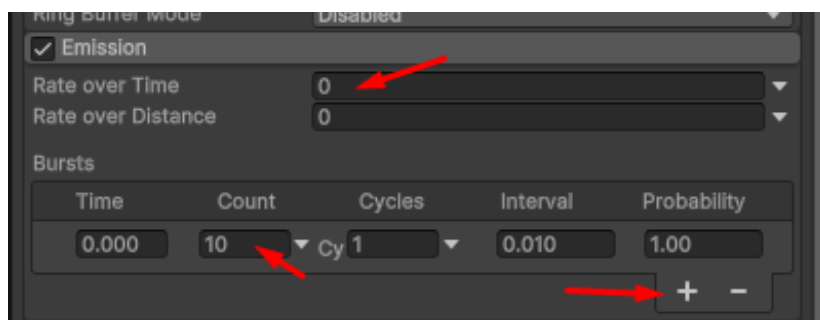 Ring Buffer Mode Disabled
Emission
Rate over Time 0
Rate over Distance 0
Bursts
Time Count Cycles Interval Probability
0.000 10 Cy 1 0.010 1.00
+ -